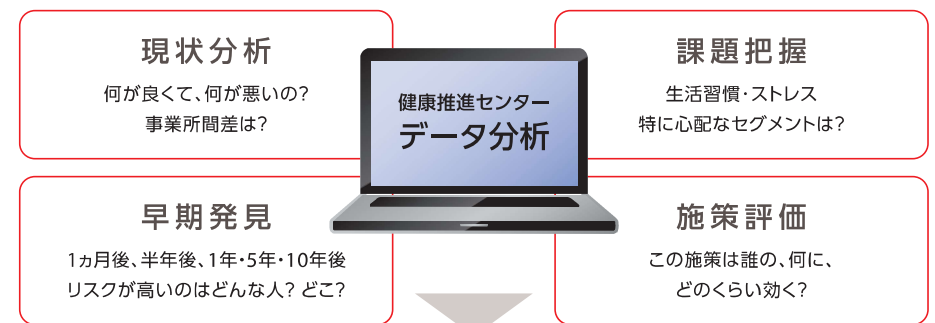 現状分析
何が良くて、何が悪いの?
事業所間差は?
健康推進センター
データ分析
課題把握
生活習慣・ストレス
特に心配なセグメントは?
早期発見
1ヵ月後、半年後、1年・5年・10年後
リスクが高いのはどんな人? どこ?
施策評価
この施策は誰の、何に、
どのくらい効く?